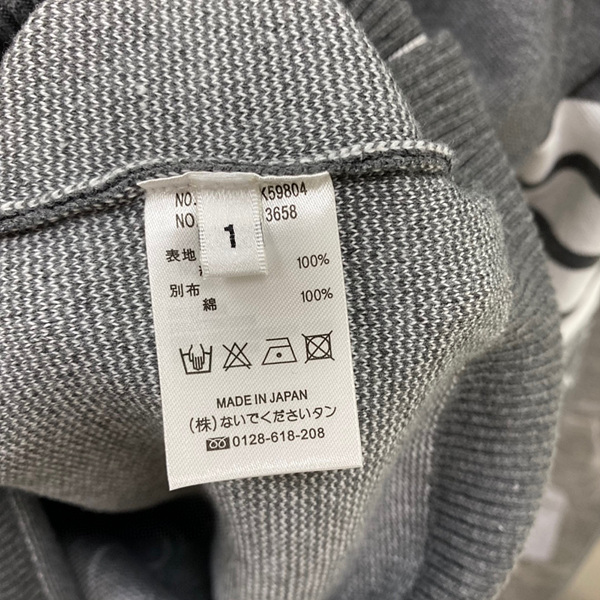 NO. K59804
NO 3658
1
表地 100%
別布
綿 100%
MADE IN JAPAN
（株）ないでくださいタン
0128-618-208